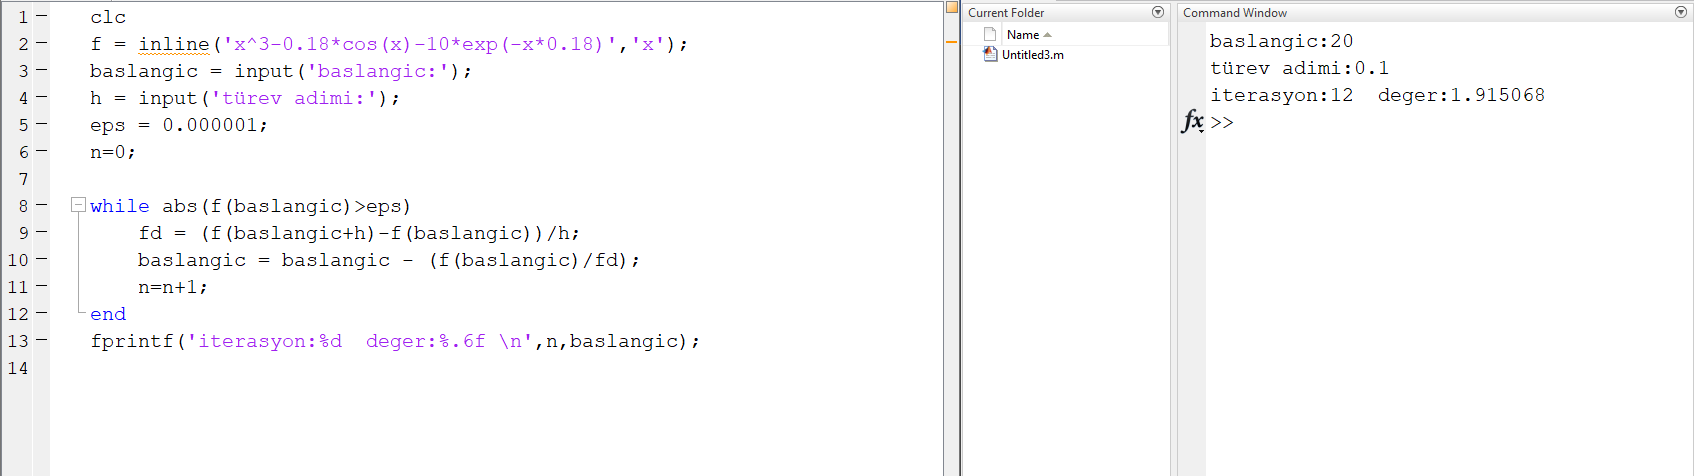 1 clc
2 f = inline('x^3-0.18*cos(x)-10*exp(-x*0.18)','x');
3 baslangic = input('baslangic:');
4 h = input('türev adimi:');
5 eps = 0.000001;
6 n=0;
7
8 while abs(f(baslangic)>eps)
9 fd = (f(baslangic+h)-f(baslangic))/h;
10 baslangic = baslangic - (f(baslangic)/fd);
11 n=n+1;
12 end
13 fprintf('iterasyon:%d  deger:%.6f \n',n,baslangic);
14
Current Folder
Name
Untitled3.m
Command Window
baslangic:20
türev adimi:0.1
iterasyon:12  deger:1.915068
fx >>